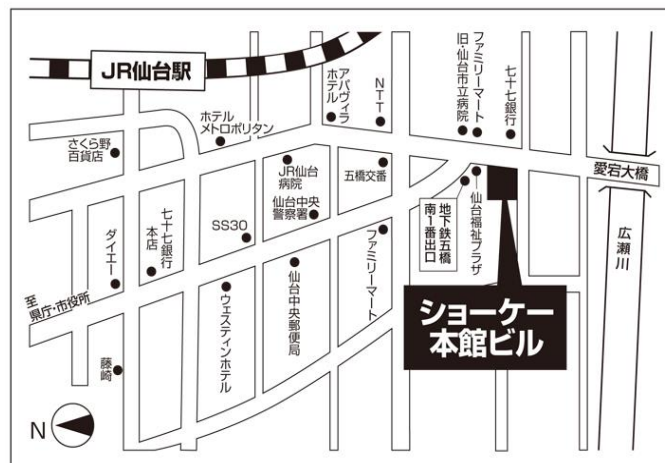 JR仙台駅
さくら野
百貨店
ホテル
メトロポリタン
アパヴィラ
ホテル
NTT
旧・仙台市立病院
ファミリーマート
七十七銀行
愛宕大橋
広瀬川
JR仙台
病院
五橋交番
仙台中央
警察署
SS30
七十七銀行
本店
ダイエー
至
県庁・市役所
藤崎
ウェスティンホテル
仙台中央郵便局
ファミリーマート
地下鉄五橋
南1番出口
仙台福祉プラザ
ショーケー
本館ビル
N